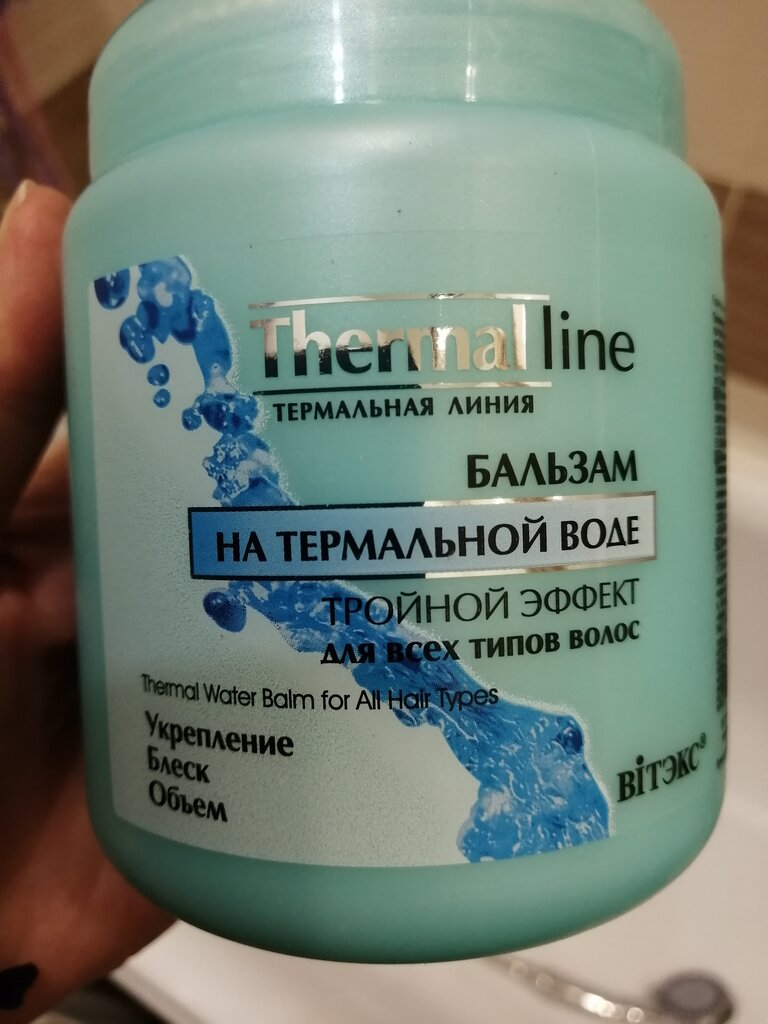 Thermal line
ТЕРМАЛЬНАЯ ЛИНИЯ
БАЛЬЗАМ
НА ТЕРМАЛЬНОЙ ВОДЕ
ТРОЙНОЙ ЭФФЕКТ
для всех типов волос
Thermal Water Balm for All Hair Types
Укрепление
Блеск
Объем
ВІТЭКС®